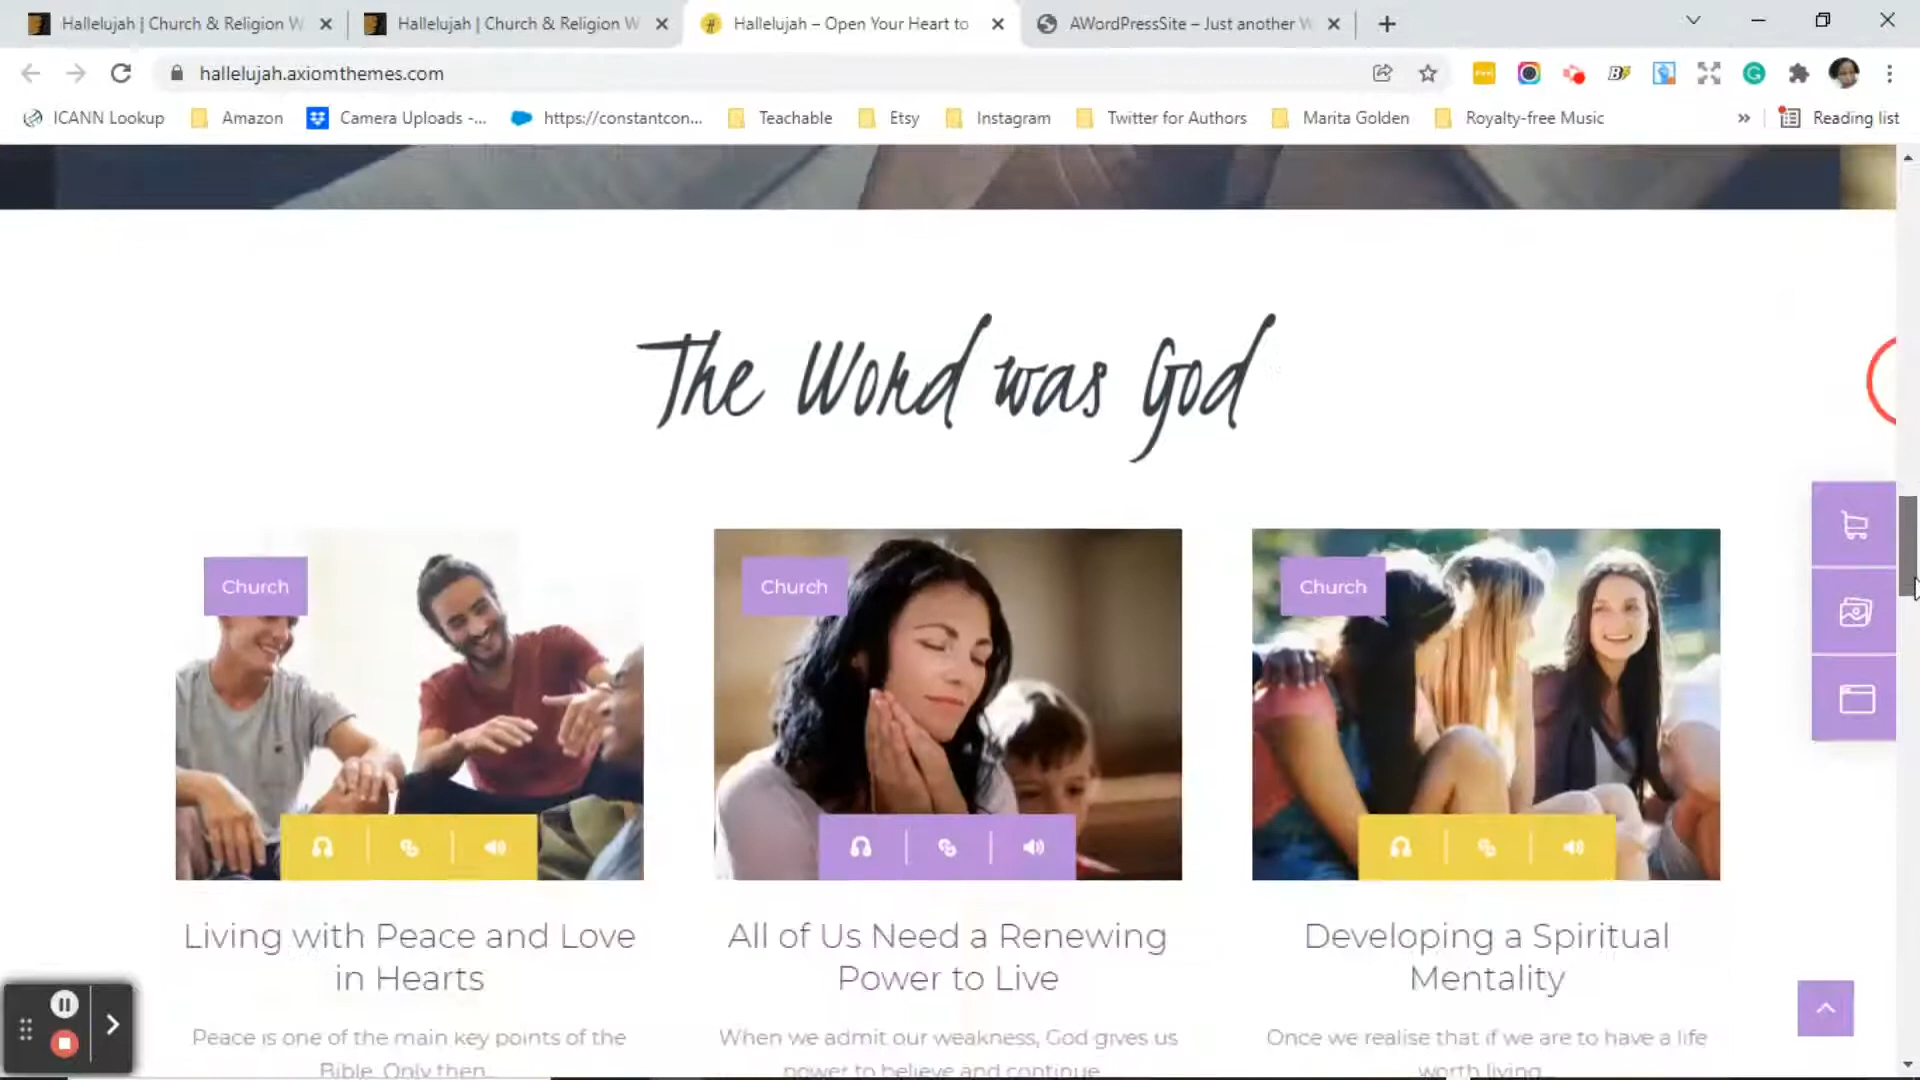 Hallelujah | Church & Religion W
Hallelujah | Church & Religion W
Hallelujah – Open Your Heart to
AWordPressSite – Just another W
hallelujah.axiomthemes.com
ICANN Lookup
Amazon
Camera Uploads -...
https://constantcon...
Teachable
Etsy
Instagram
Twitter for Authors
Marita Golden
Royalty-free Music
»
Reading list
The Word was God
Church
Church
Church
Living with Peace and Love
in Hearts
All of Us Need a Renewing
Power to Live
Developing a Spiritual
Mentality
Peace is one of the main key points of the
Bible. Only then...
When we admit our weakness, God gives us
power to believe and continue...
Once we realise that if we are to have a life
worth living...